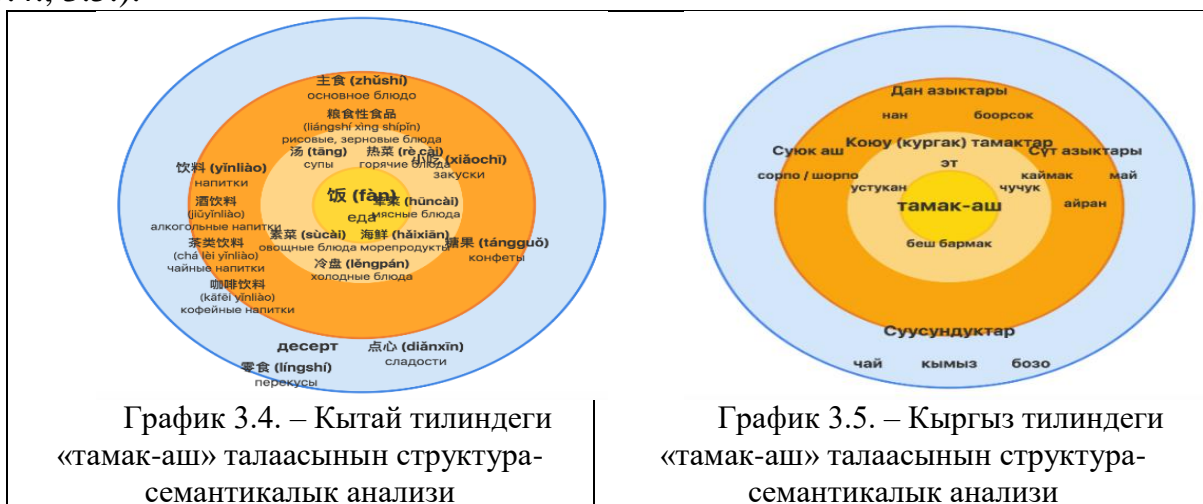 主食 (zhǔshí)
основное блюдо
粮食性食品
(liángshí xìng shípǐn)
рисовые, зерновые блюда
汤 (tāng)
супы
热菜 (rè cài)
горячие блюда
小吃 (xiǎochī)
закуски
饮料 (yǐnliào)
напитки
饭 (fàn)
еда
荤菜 (hūncài)
мясные блюда
酒饮料
(jiǔyǐnliào)
алкогольные напитки
素菜 (sùcài)
овощные блюда
海鲜 (hǎixiān)
морепродукты
糖果 (tángguǒ)
конфеты
茶类饮料
(chá lèi yǐnliào)
чайные напитки
冷盘 (lěngpán)
холодные блюда
咖啡饮料
(kāfēi yǐnliào)
кофейные напитки
десерт
点心 (diǎnxīn)
сладости
零食 (língshí)
перекусы
График 3.4. – Кытай тилиндеги
«тамак-аш» талаасынын структура-
семантикалык анализи
Дан азыктары
нан
боорсок
Коюу (кургак) тамактар
Суюк аш
Сүт азыктары
эт
сорпо / шорпо
каймак
май
устукан
чучук
тамак-аш
айран
беш бармак
Суусундуктар
чай
кымыз
бозо
График 3.5. – Кыргыз тилиндеги
«тамак-аш» талаасынын структура-
семантикалык анализи